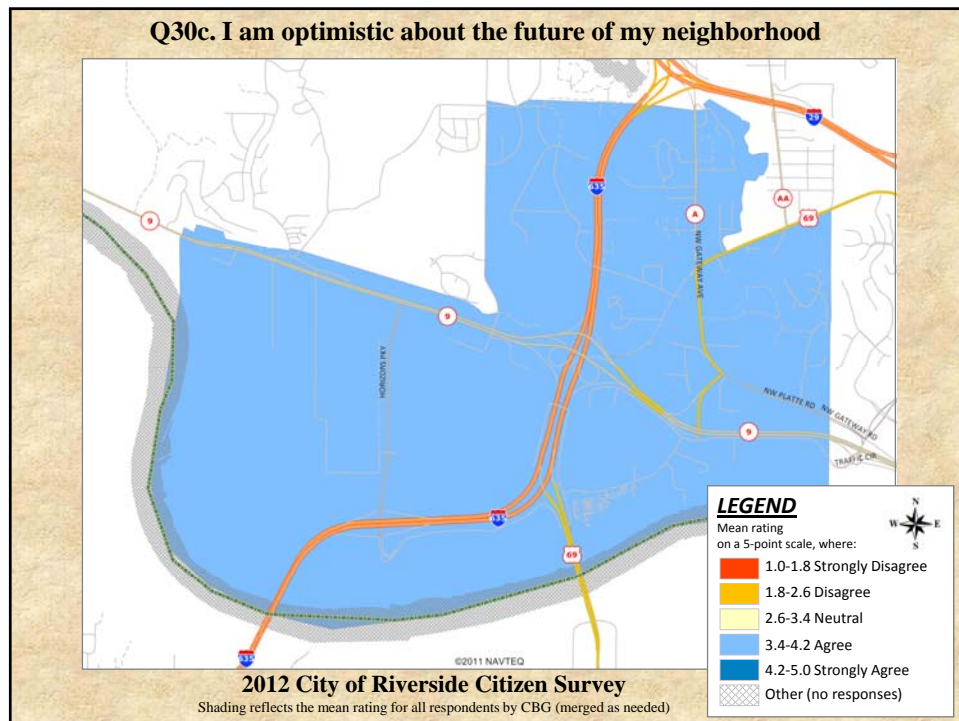 Q30c. I am optimistic about the future of my neighborhood
29
635
A
AA
69
9
NW GATEWAY AVE
9
HORIZONS PKY
NW PLATTE RD
NW GATEWAY RD
9
TRAFFIC CIR
635
69
635
©2011 NAVTEQ
LEGEND
Mean rating
on a 5-point scale, where:
N
W E
S
1.0-1.8 Strongly Disagree
1.8-2.6 Disagree
2.6-3.4 Neutral
3.4-4.2 Agree
4.2-5.0 Strongly Agree
Other (no responses)
2012 City of Riverside Citizen Survey
Shading reflects the mean rating for all respondents by CBG (merged as needed)